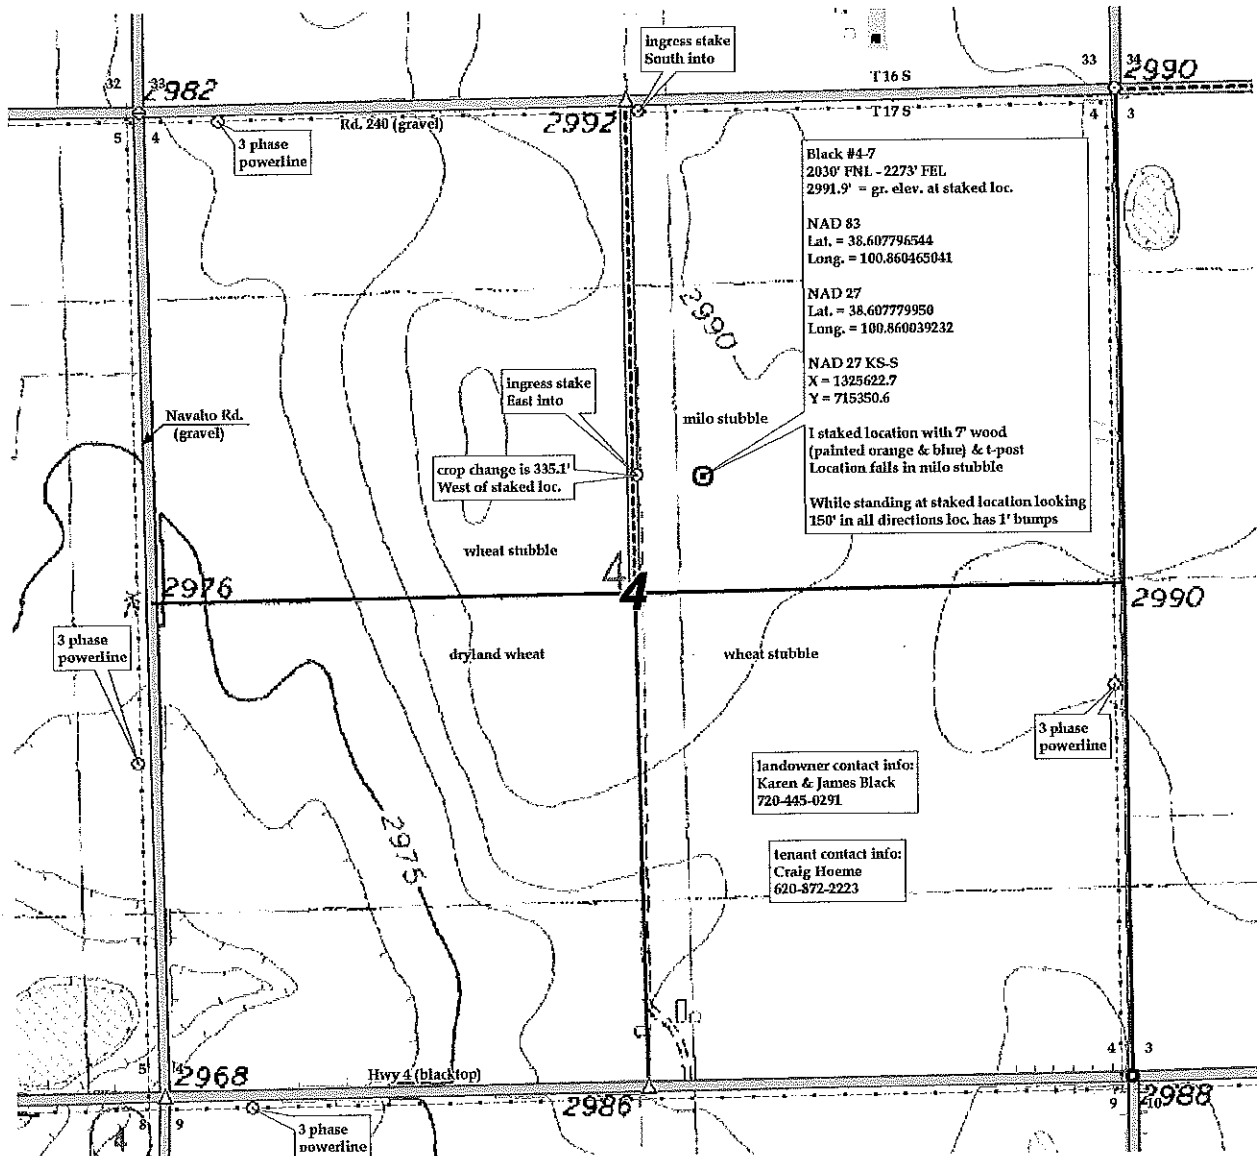 ingress stake
South into
32
33
2982
33
34
2990
T16 S
T17 S
5
4
Rd. 240 (gravel)
2992
4
3
3 phase
powerline
Black #4-7
2030' FNL - 2273' FEL
2991.9' = gr. elev. at staked loc.
NAD 83
Lat. = 38.607796544
Long. = 100.860465041
NAD 27
Lat. = 38.607779950
Long. = 100.860039232
NAD 27 KS-S
X = 1325622.7
Y = 715350.6
I staked location with 7' wood
(painted orange & blue) & t-post
Location falls in milo stubble
While standing at staked location looking
150' in all directions loc. has 1' bumps
2990
ingress stake
East into
Navaho Rd.
(gravel)
milo stubble
crop change is 335.1'
West of staked loc.
wheat stubble
4
4
2976
2990
3 phase
powerline
dryland wheat
wheat stubble
3 phase
powerline
landowner contact info:
Karen & James Black
720-445-0291
2975
tenant contact info:
Craig Hoeme
620-872-2223
5
4
2968
Hwy 4 (blacktop)
4
3
2986
2988
8
9
9
10
4
3 phase
powerline